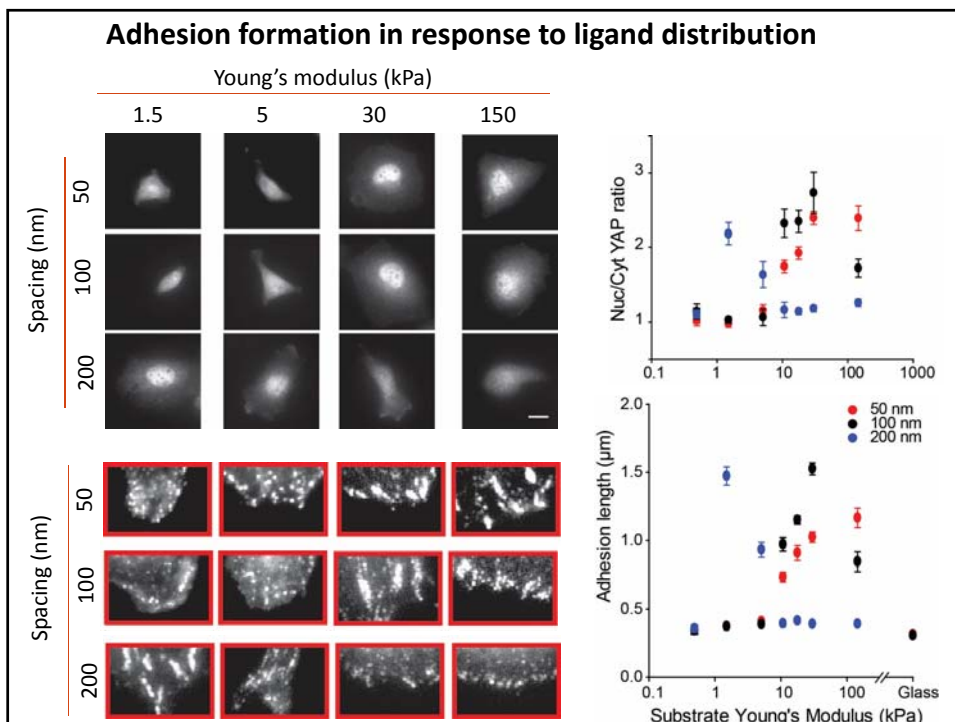 Adhesion formation in response to ligand distribution
Young's modulus (kPa)
1.5 5 30 150
Spacing (nm)
50
100
200
Spacing (nm)
50
100
200
Nuc/Cyt YAP ratio
3
2
1
0.1 1 10 100 1000
Adhesion length (μm)
2.0
1.5
1.0
0.5
0.0
50 nm
100 nm
200 nm
0.1 1 10 100 Glass
Substrate Young's Modulus (kPa)